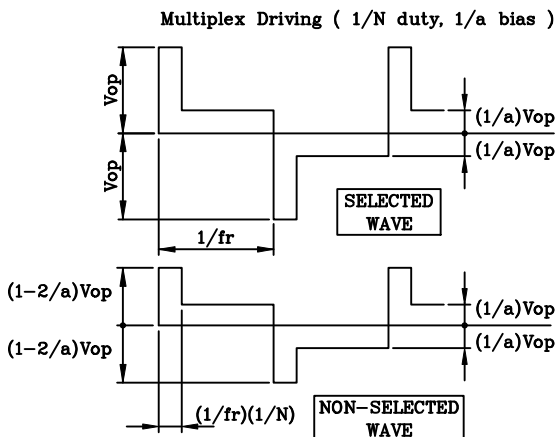 Multiplex Driving ( 1/N duty, 1/a bias )
Vop
(1/a)Vop
(1/a)Vop
Vop
SELECTED
WAVE
1/fr
(1-2/a)Vop
(1/a)Vop
(1-2/a)Vop
(1/a)Vop
(1/fr)(1/N)
NON-SELECTED
WAVE